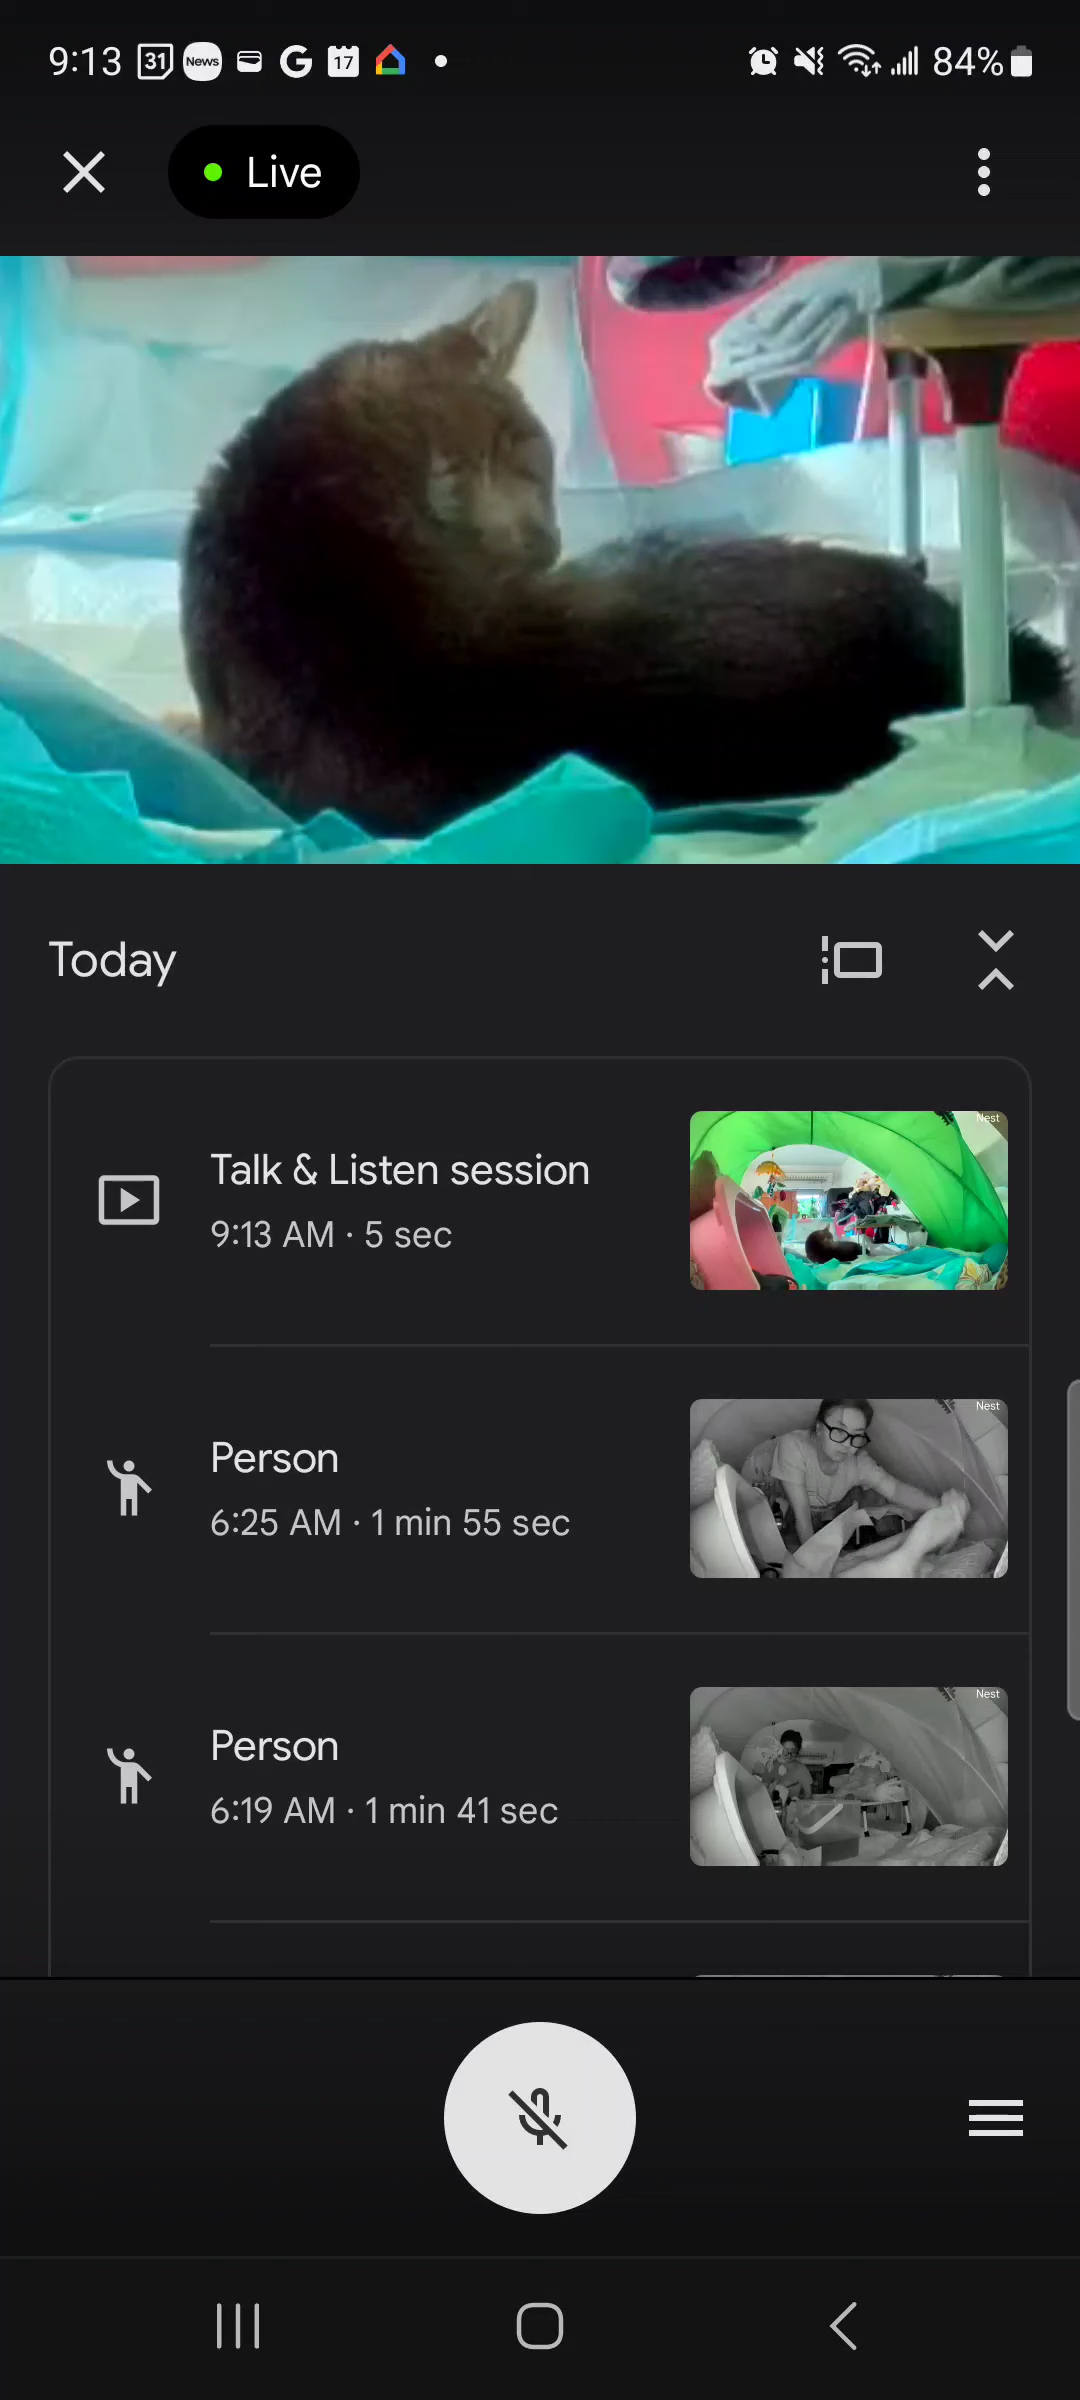 9:13 31 News G 17 84%
Live
Today
Nest
Talk & Listen session
9:13 AM · 5 sec
Nest
Person
6:25 AM · 1 min 55 sec
Nest
Person
6:19 AM · 1 min 41 sec